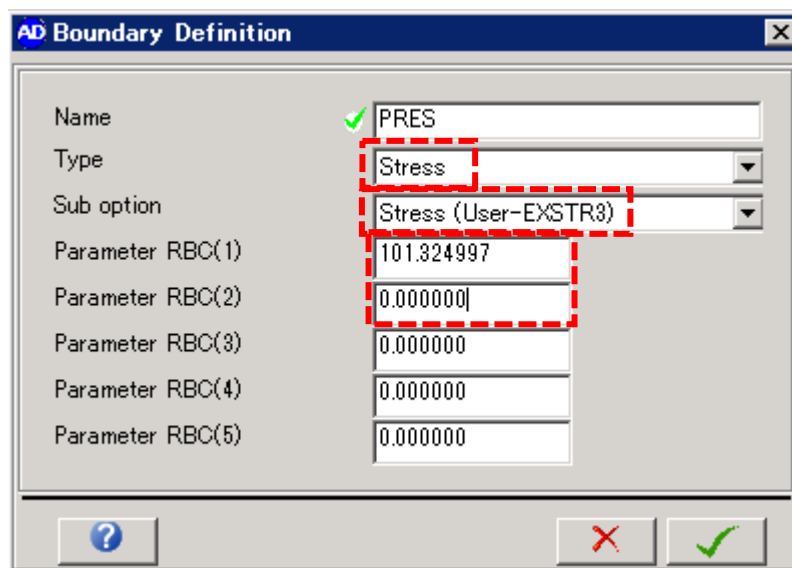 AD Boundary Definition
Name PRES
Type Stress
Sub option Stress (User-EXSTR3)
Parameter RBC(1) 101.324997
Parameter RBC(2) 0.000000
Parameter RBC(3) 0.000000
Parameter RBC(4) 0.000000
Parameter RBC(5) 0.000000
?